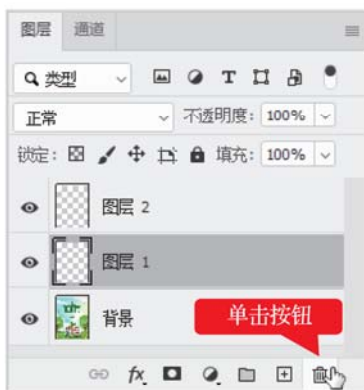 图层 通道
类型
正常 不透明度: 100%
锁定: 填充: 100%
图层 2
图层 1
背景
单击按钮
fx